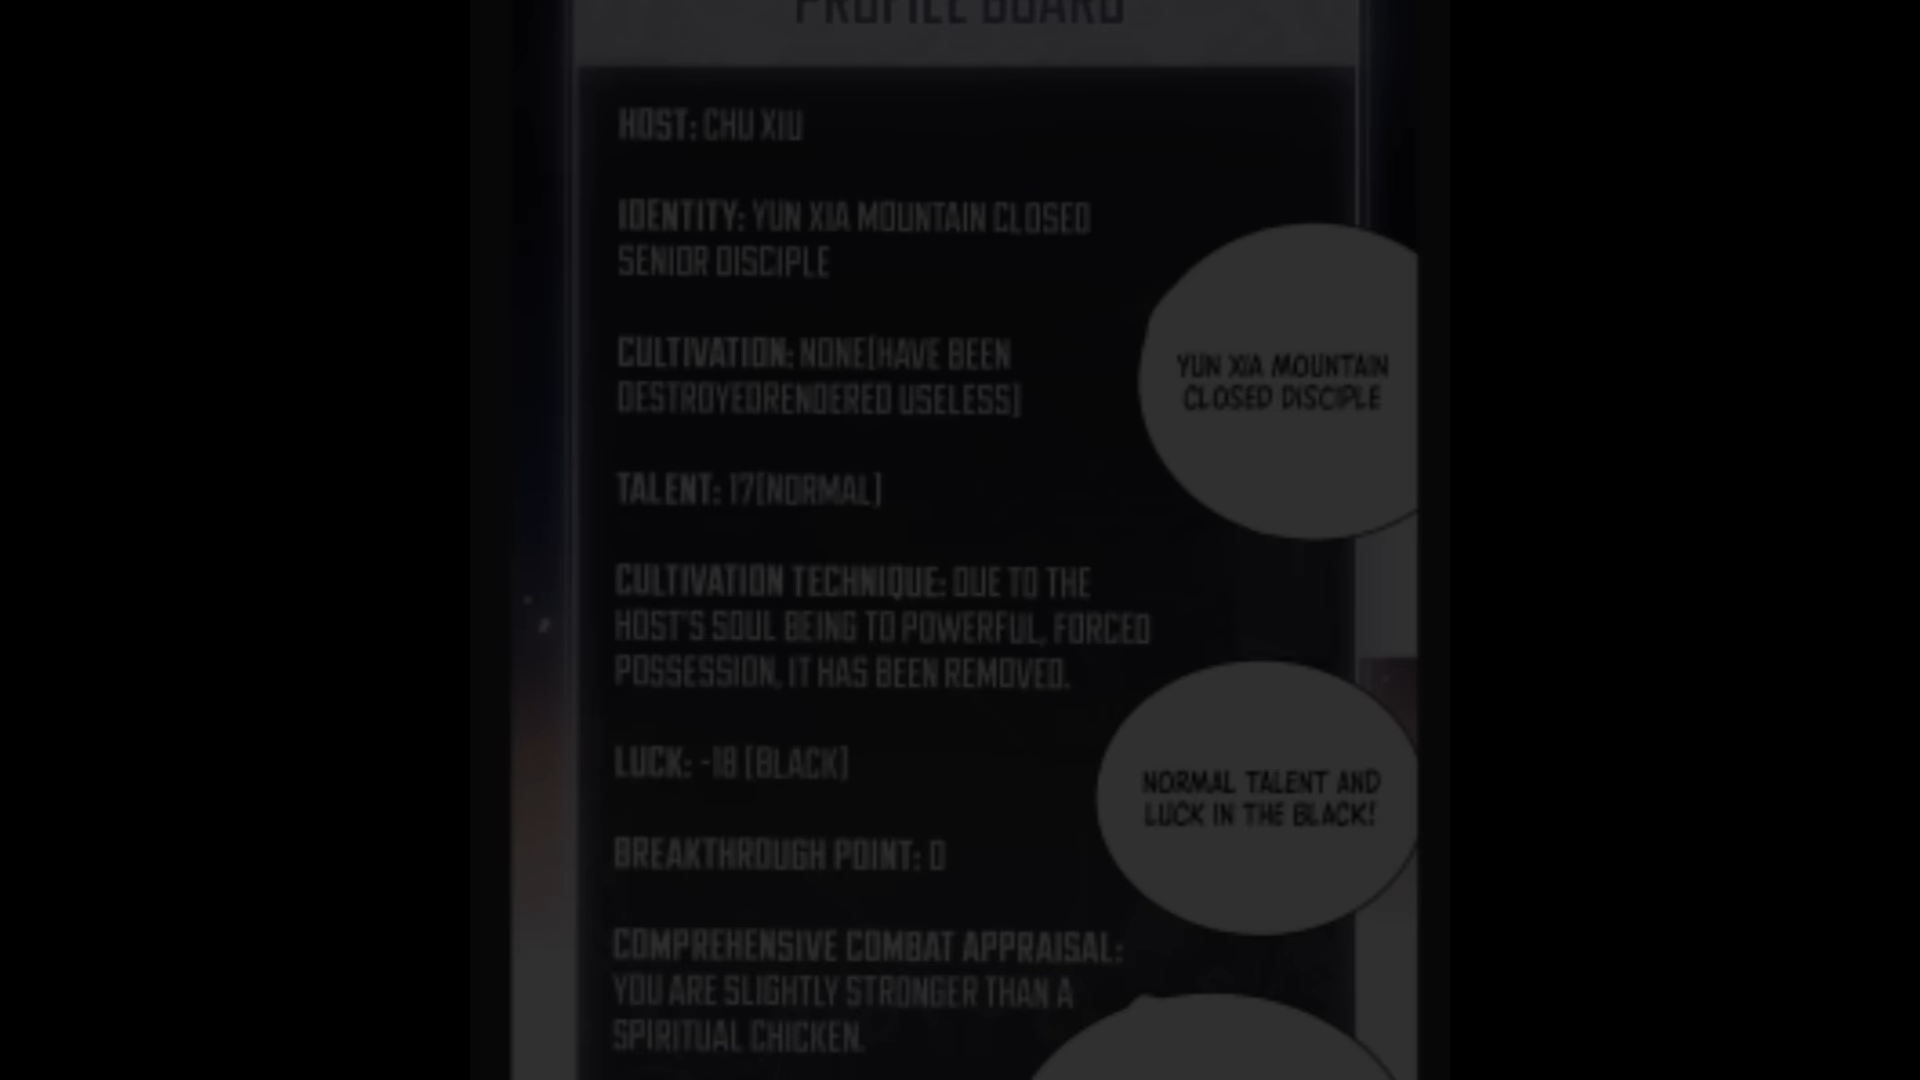 PROFILE BOARD
HOST: CHU XIU
IDENTITY: YUN XIA MOUNTAIN CLOSED
SENIOR DISCIPLE
CULTIVATION: NONE[HAVE BEEN
DESTROYEDRENDERED USELESS]
YUN XIA MOUNTAIN
CLOSED DISCIPLE
TALENT: 17[NORMAL]
CULTIVATION TECHNIQUE: DUE TO THE
HOST'S SOUL BEING TO POWERFUL, FORCED
POSSESSION, IT HAS BEEN REMOVED.
LUCK: -18 [BLACK]
NORMAL TALENT AND
LUCK IN THE BLACK!
BREAKTHROUGH POINT: 0
COMPREHENSIVE COMBAT APPRAISAL:
YOU ARE SLIGHTLY STRONGER THAN A
SPIRITUAL CHICKEN.